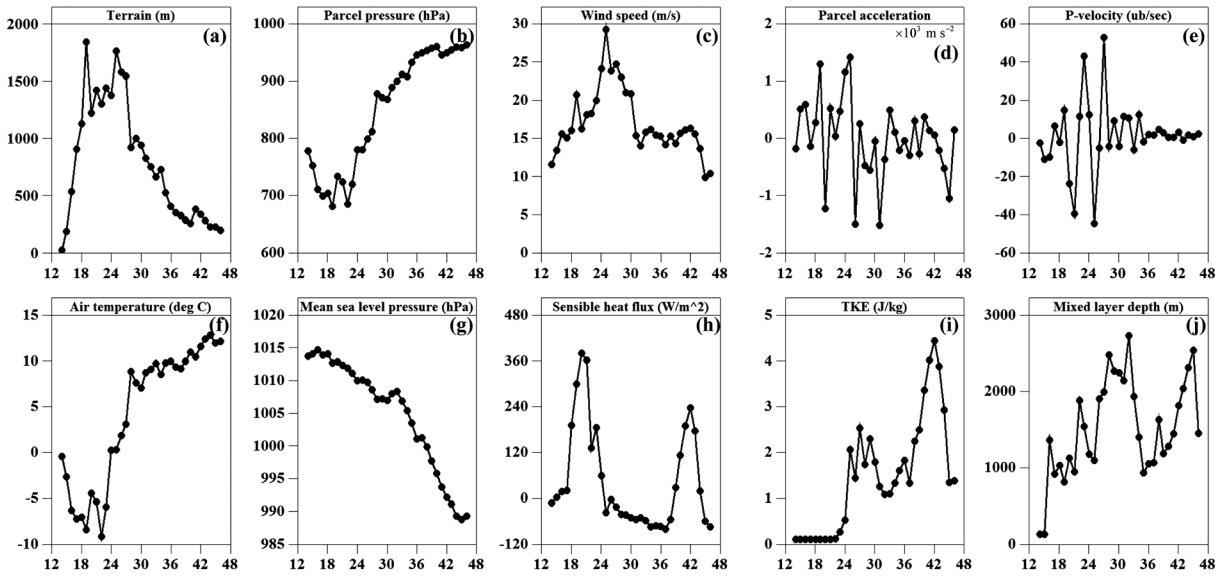 Terrain (m)
(a)
2000
1500
1000
500
0
12 18 24 30 36 42 48
Parcel pressure (hPa)
(b)
1000
900
800
700
600
12 18 24 30 36 42 48
Wind speed (m/s)
(c)
30
25
20
15
10
5
0
12 18 24 30 36 42 48
Parcel acceleration
×10³ m s⁻²
(d)
2
1
0
-1
-2
12 18 24 30 36 42 48
P-velocity (ub/sec)
(e)
60
40
20
0
-20
-40
-60
12 18 24 30 36 42 48
Air temperature (deg C)
(f)
15
10
5
0
-5
-10
12 18 24 30 36 42 48
Mean sea level pressure (hPa)
(g)
1020
1015
1010
1005
1000
995
990
985
12 18 24 30 36 42 48
Sensible heat flux (W/m^2)
(h)
480
360
240
120
0
-120
12 18 24 30 36 42 48
TKE (J/kg)
(i)
5
4
3
2
1
0
12 18 24 30 36 42 48
Mixed layer depth (m)
(j)
3000
2000
1000
0
12 18 24 30 36 42 48